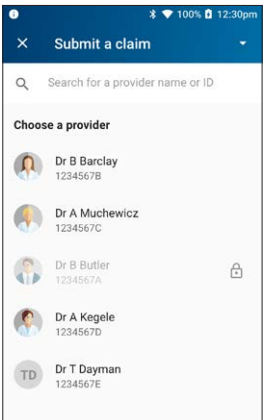 100% 12:30pm
Submit a claim
Search for a provider name or ID
Choose a provider
Dr B Barclay
1234567B
Dr A Muchewicz
1234567C
Dr B Butler
1234567A
Dr A Kegele
1234567D
TD Dr T Dayman
1234567E